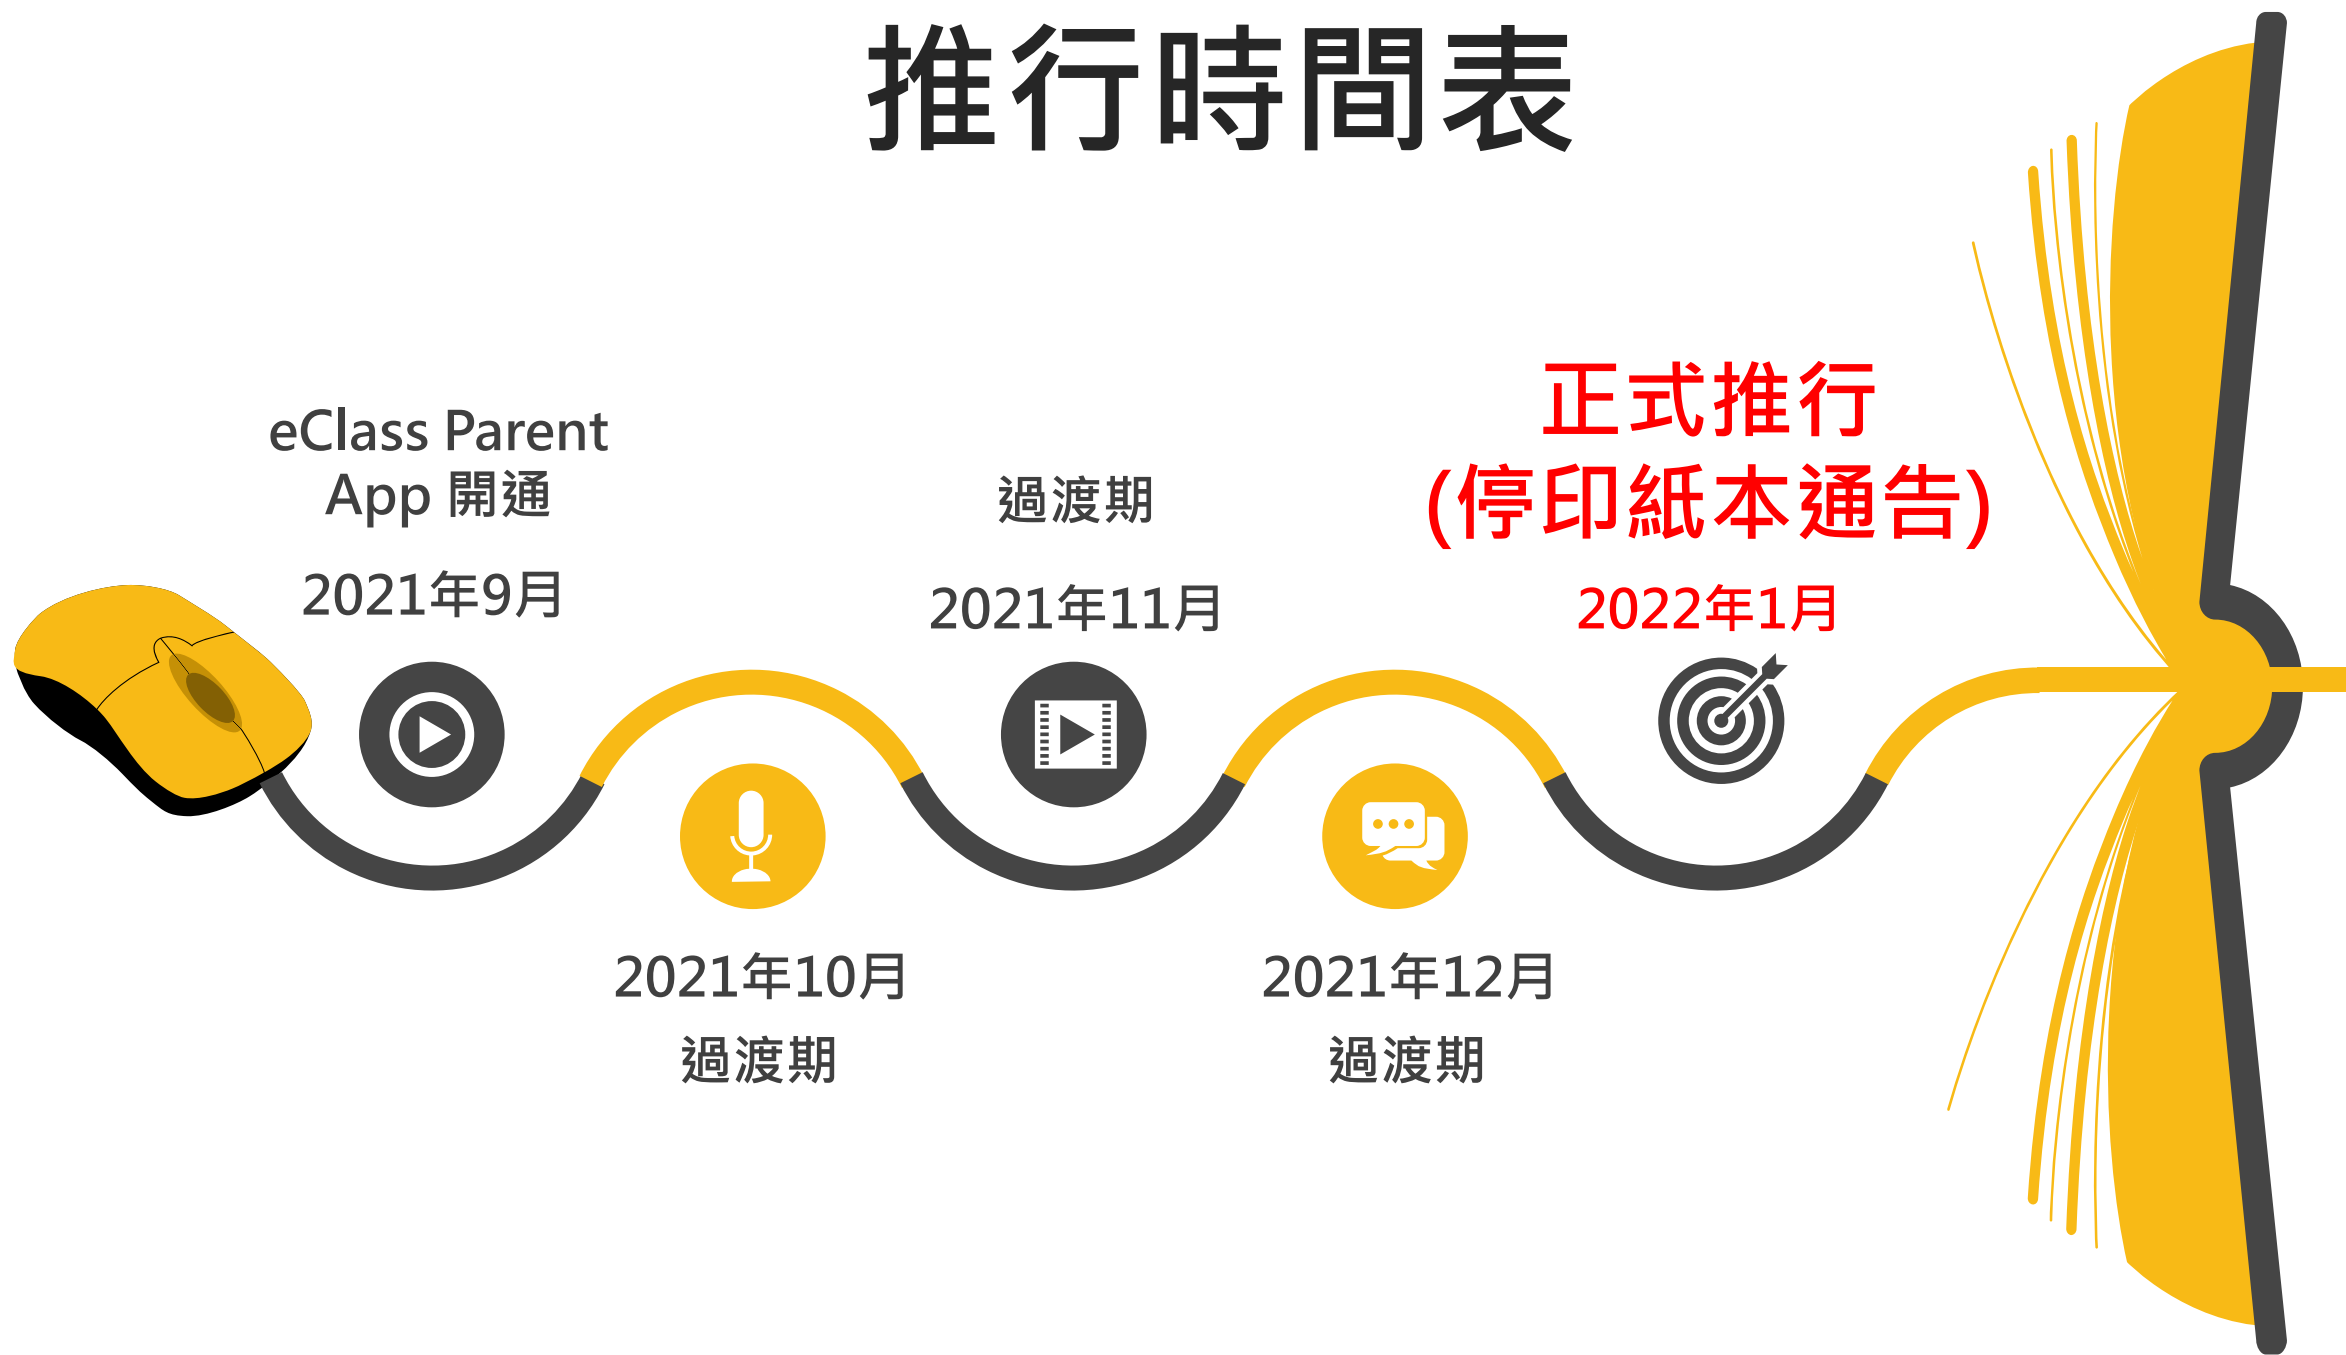 推行時間表
eClass Parent
App 開通
2021年9月
2021年10月
過渡期
過渡期
2021年11月
2021年12月
過渡期
正式推行
(停印紙本通告)
2022年1月